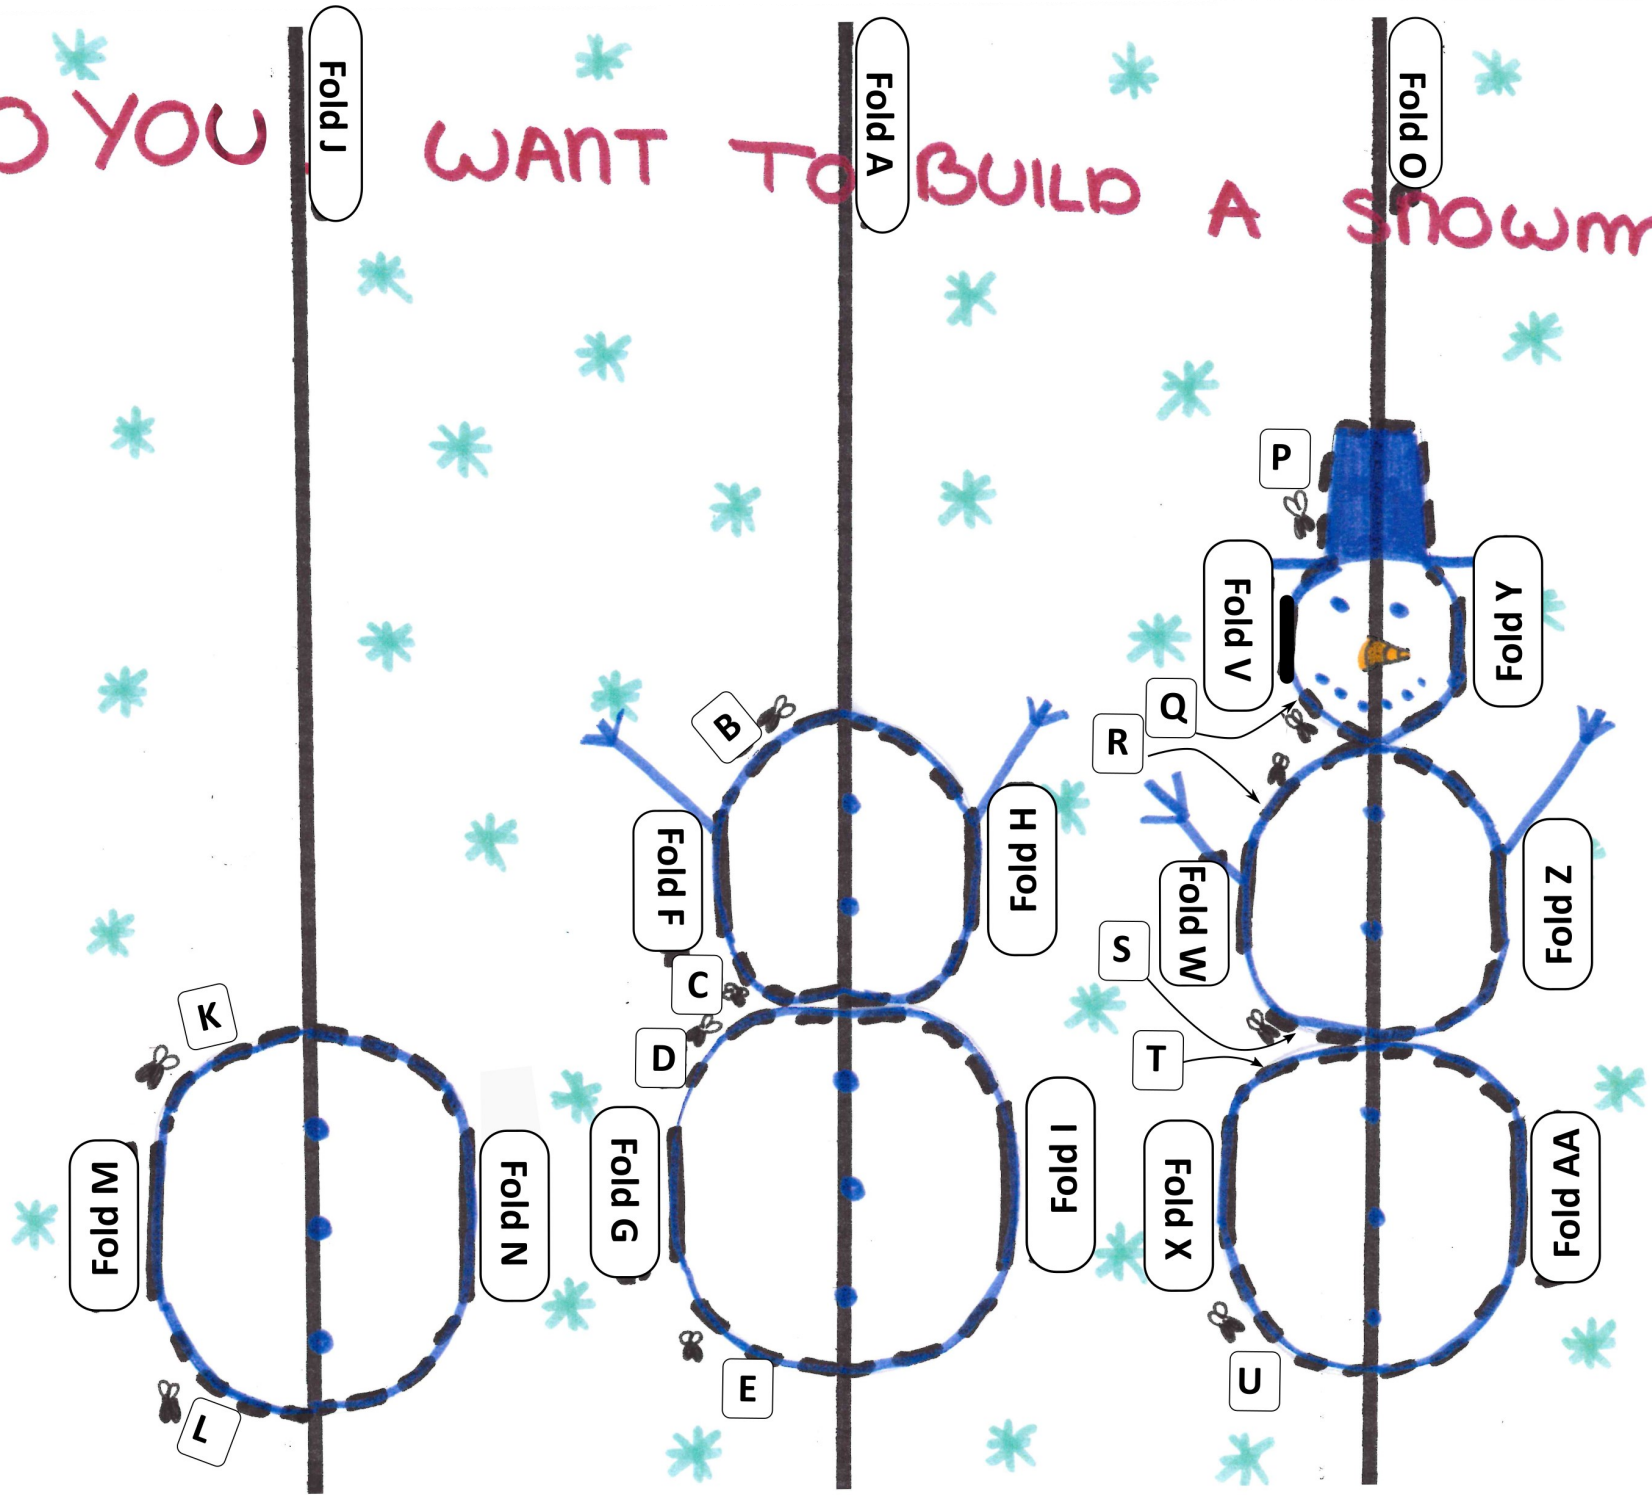 Fold J
Fold A
Fold O
O YOU WANT TO BUILD A snowm
P
Fold V
Fold Y
Q
R
B
Fold F
Fold H
Fold W
Fold Z
S
C
D
T
K
Fold M
Fold N
Fold G
Fold I
Fold X
Fold AA
E
U
L